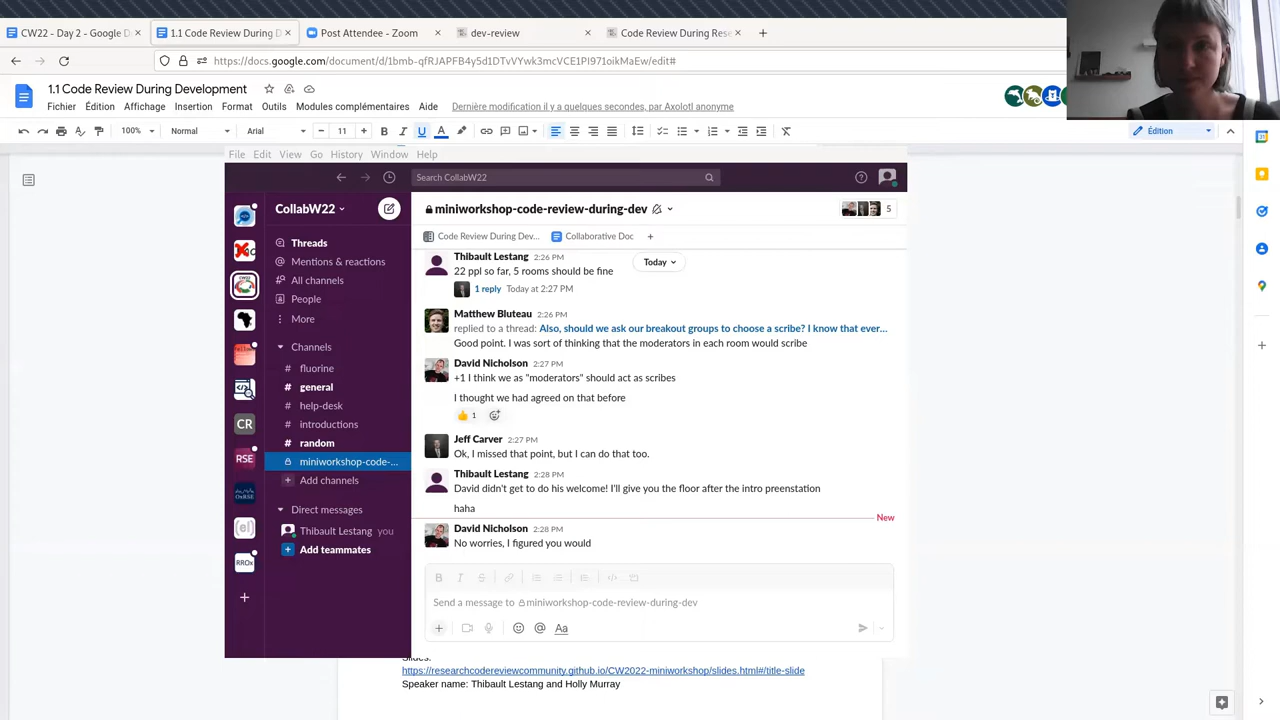 CW22 - Day 2 - Google D
1.1 Code Review During D
Post Attendee - Zoom
dev-review
Code Review During Res
https://docs.google.com/document/d/1bmb-qfRJAPFB4y5d1DTvVYwk3mcVCE1PI971oikMaEw/edit#
1.1 Code Review During Development
Fichier Édition Affichage Insertion Format Outils Modules complémentaires Aide Dernière modification il y a quelques secondes, par Axolotl anonyme
100% Normal Arial 11 B I U A Édition
File Edit View Go History Window Help
Search CollabW22
CollabW22
miniworkshop-code-review-during-dev
5
Code Review During Dev...
Collaborative Doc
Threads
Mentions & reactions
All channels
People
More
Channels
# fluorine
# general
# help-desk
# introductions
# random
miniworkshop-code-...
Add channels
Direct messages
Thibault Lestang you
Add teammates
CR
RSE
RROx
Today
Thibault Lestang 2:26 PM
22 ppl so far, 5 rooms should be fine
1 reply Today at 2:27 PM
Matthew Bluteau 2:26 PM
replied to a thread: Also, should we ask our breakout groups to choose a scribe? I know that ever...
Good point. I was sort of thinking that the moderators in each room would scribe
David Nicholson 2:27 PM
+1 I think we as "moderators" should act as scribes
I thought we had agreed on that before
1
Jeff Carver 2:27 PM
Ok, I missed that point, but I can do that too.
Thibault Lestang 2:28 PM
David didn't get to do his welcome! I'll give you the floor after the intro preenstation
haha
New
David Nicholson 2:28 PM
No worries, I figured you would
Send a message to miniworkshop-code-review-during-dev
Aa
Slides:
https://researchcodereviewcommunity.github.io/CW2022-miniworkshop/slides.html#/title-slide
Speaker name: Thibault Lestang and Holly Murray